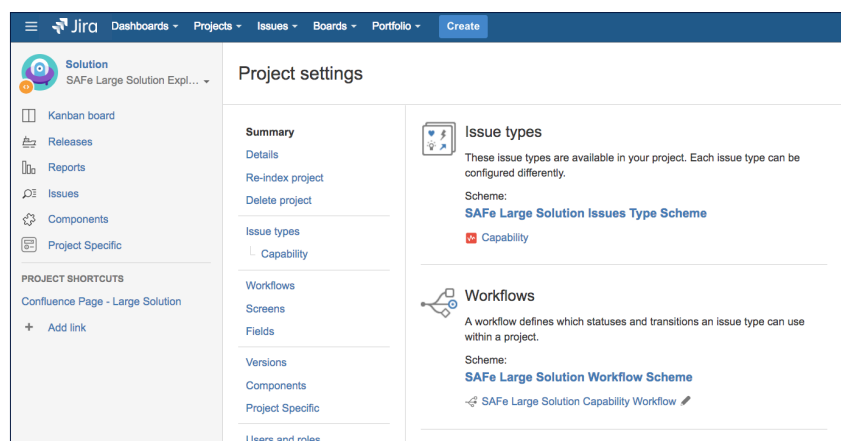 Jira Dashboards Projects Issues Boards Portfolio Create
Solution
SAFe Large Solution Expl...
Kanban board
Releases
Reports
Issues
Components
Project Specific
PROJECT SHORTCUTS
Confluence Page - Large Solution
+ Add link
Project settings
Summary
Details
Re-index project
Delete project
Issue types
Capability
Workflows
Screens
Fields
Versions
Components
Project Specific
Users and roles
Issue types
These issue types are available in your project. Each issue type can be
configured differently.
Scheme:
SAFe Large Solution Issues Type Scheme
Capability
Workflows
A workflow defines which statuses and transitions an issue type can use
within a project.
Scheme:
SAFe Large Solution Workflow Scheme
SAFe Large Solution Capability Workflow